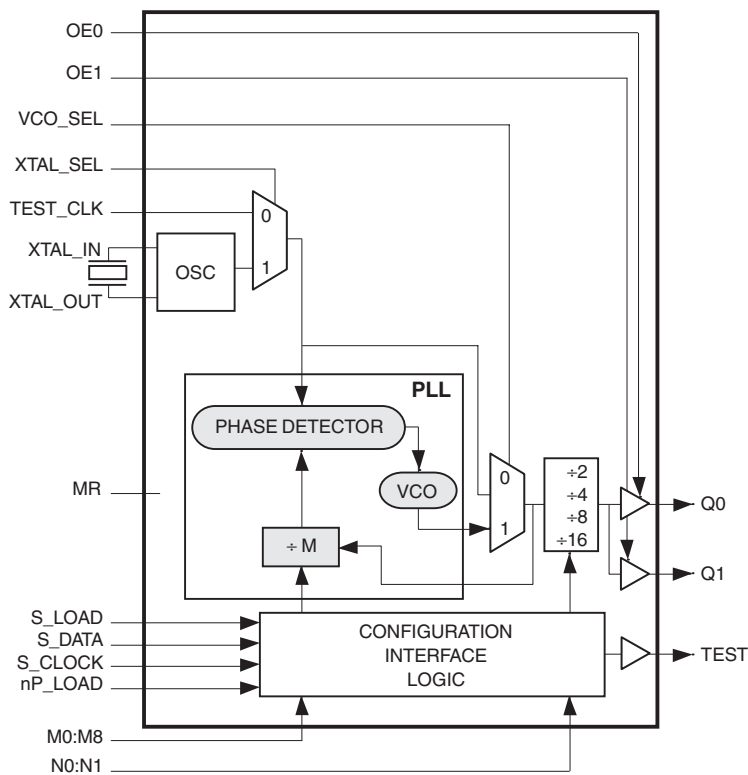 OE0
OE1
VCO_SEL
XTAL_SEL
TEST_CLK
0
XTAL_IN
OSC
1
XTAL_OUT
PLL
PHASE DETECTOR
MR
VCO
0
1
÷2
÷4
÷8
÷16
Q0
÷ M
Q1
S_LOAD
S_DATA
S_CLOCK
nP_LOAD
CONFIGURATION
INTERFACE
LOGIC
TEST
M0:M8
N0:N1